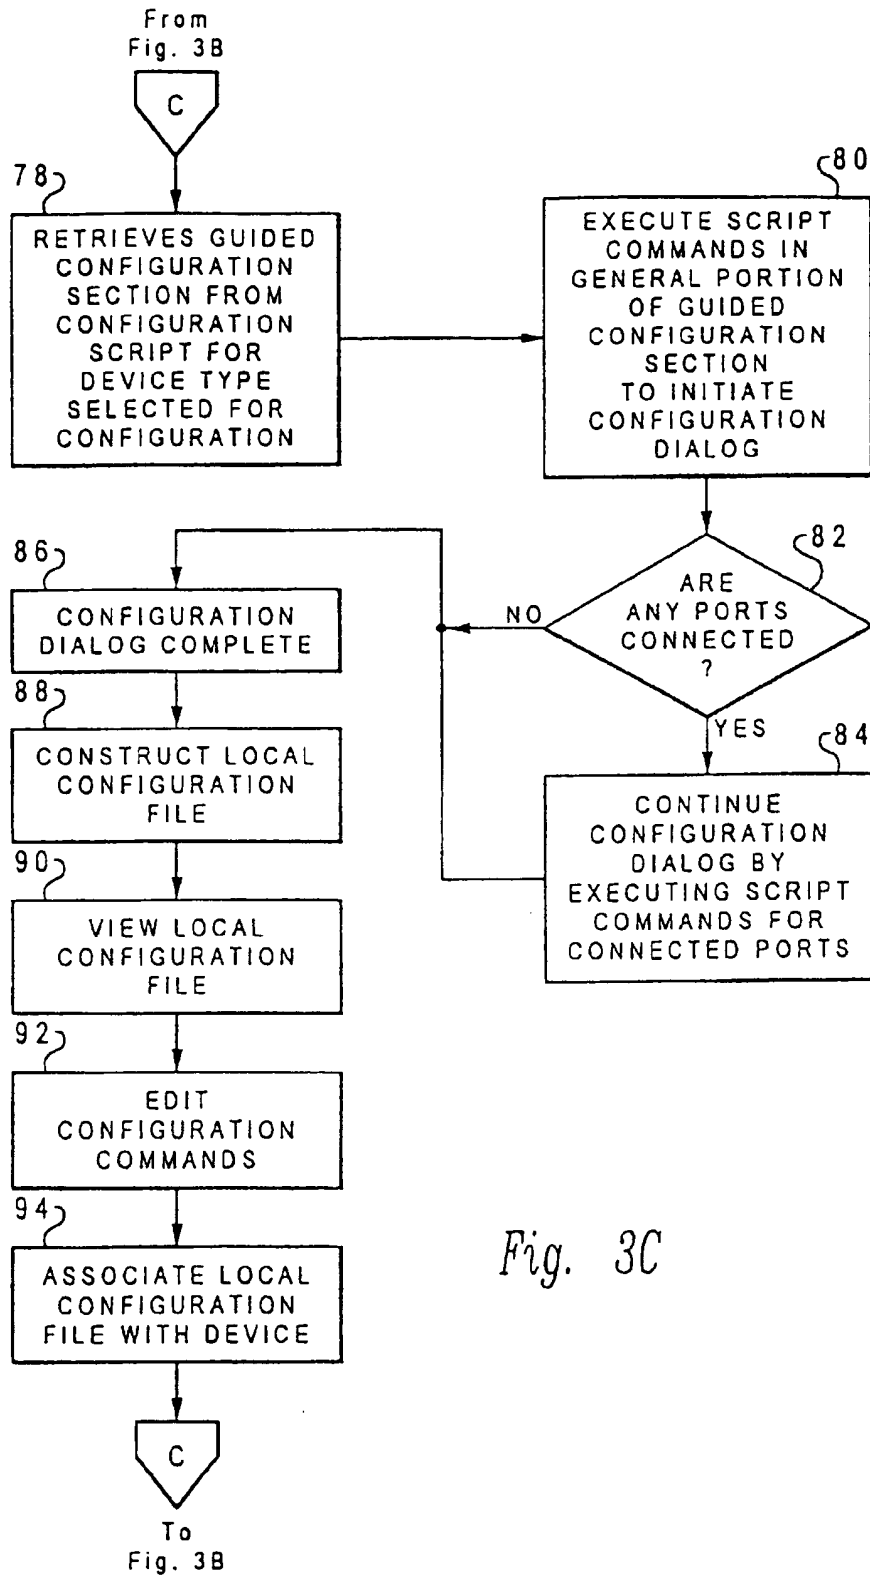 From
Fig. 3B
C
78
RETRIEVES GUIDED
CONFIGURATION
SECTION FROM
CONFIGURATION
SCRIPT FOR
DEVICE TYPE
SELECTED FOR
CONFIGURATION
80
EXECUTE SCRIPT
COMMANDS IN
GENERAL PORTION
OF GUIDED
CONFIGURATION
SECTION
TO INITIATE
CONFIGURATION
DIALOG
82
ARE
ANY PORTS
CONNECTED
?
NO
YES
84
CONTINUE
CONFIGURATION
DIALOG BY
EXECUTING SCRIPT
COMMANDS FOR
CONNECTED PORTS
86
CONFIGURATION
DIALOG COMPLETE
88
CONSTRUCT LOCAL
CONFIGURATION
FILE
90
VIEW LOCAL
CONFIGURATION
FILE
92
EDIT
CONFIGURATION
COMMANDS
94
ASSOCIATE LOCAL
CONFIGURATION
FILE WITH DEVICE
C
To
Fig. 3B
Fig. 3C